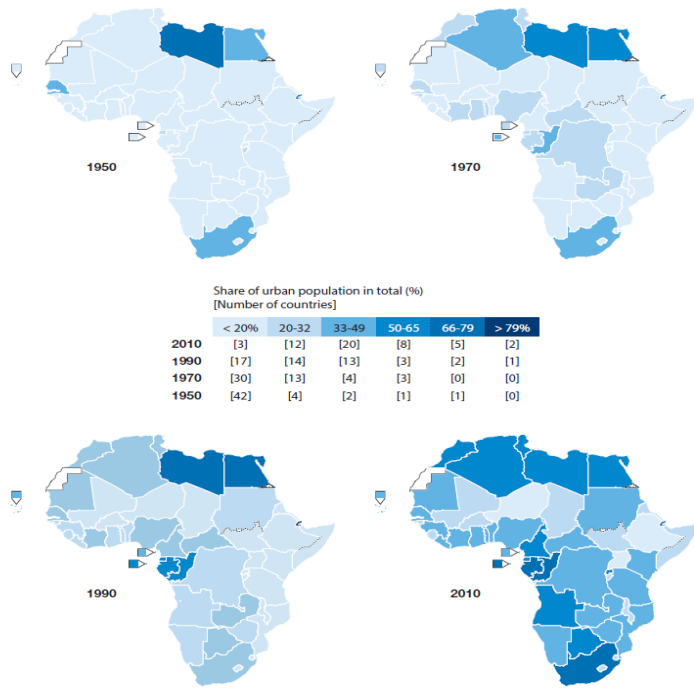 1950
1970
Share of urban population in total (%)
[Number of countries]
< 20% 20-32 33-49 50-65 66-79 > 79%
2010 [3] [12] [20] [8] [5] [2]
1990 [17] [14] [13] [3] [2] [1]
1970 [30] [13] [4] [3] [0] [0]
1950 [42] [4] [2] [1] [1] [0]
1990
2010